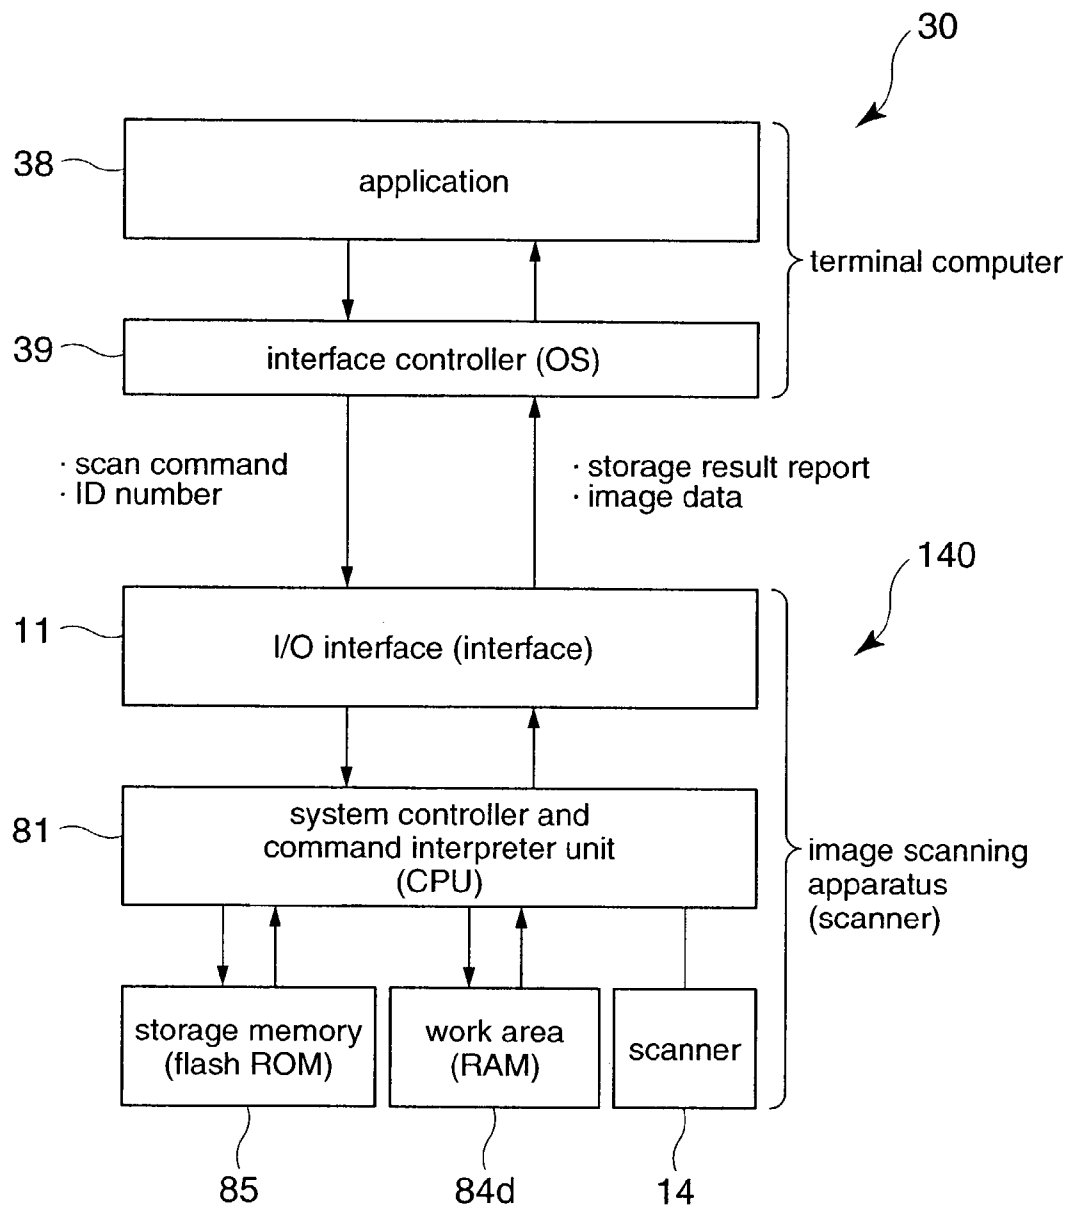 30
38
application
terminal computer
39
interface controller (OS)
· scan command
· ID number
· storage result report
· image data
140
11
I/O interface (interface)
81
system controller and
command interpreter unit
(CPU)
image scanning
apparatus
(scanner)
storage memory
(flash ROM)
work area
(RAM)
scanner
85
84d
14